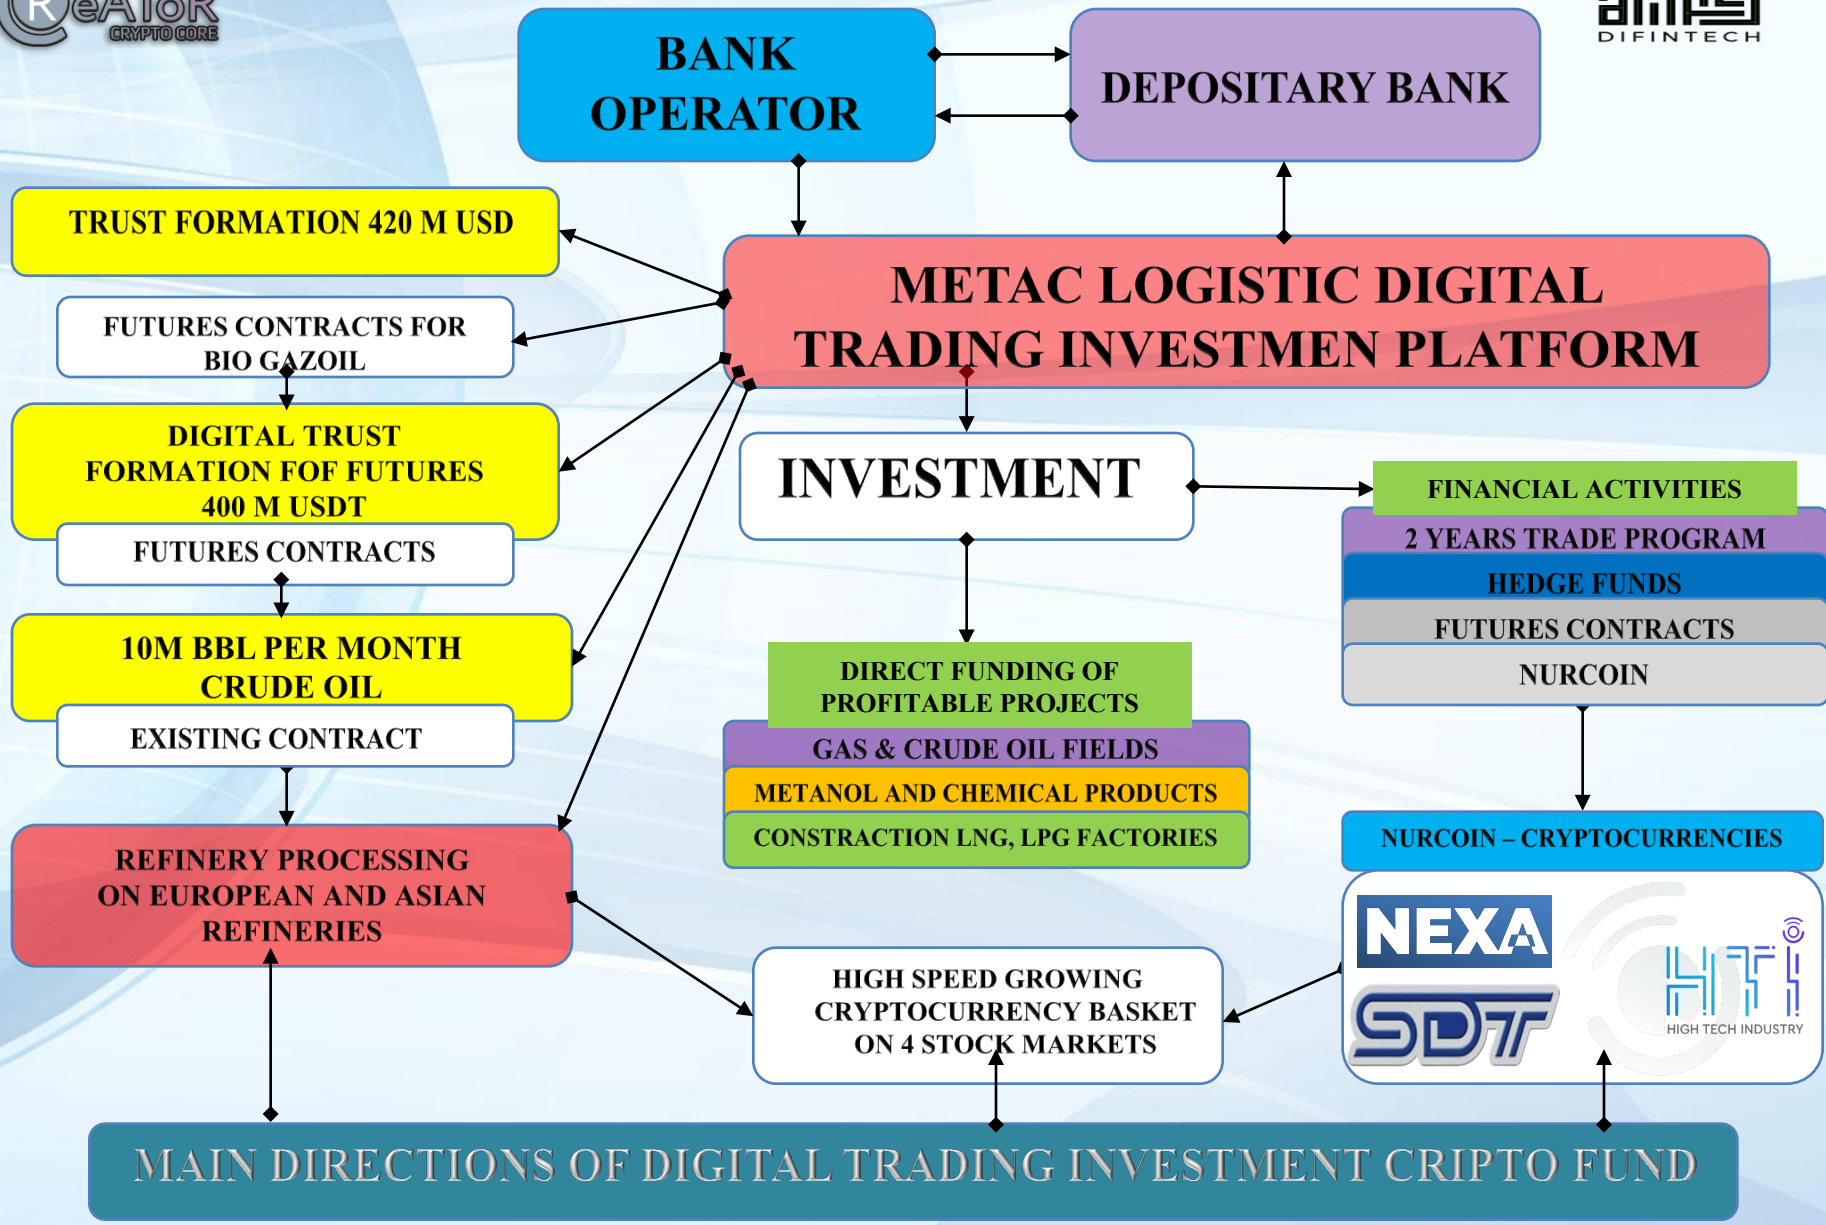 ReAToR
CRYPTO CORE
DIFINTECH
BANK
OPERATOR
DEPOSITARY BANK
TRUST FORMATION 420 M USD
METAC LOGISTIC DIGITAL
TRADING INVESTMEN PLATFORM
FUTURES CONTRACTS FOR
BIO GAZOIL
DIGITAL TRUST
FORMATION FOF FUTURES
400 M USDT
FUTURES CONTRACTS
10M BBL PER MONTH
CRUDE OIL
EXISTING CONTRACT
REFINERY PROCESSING
ON EUROPEAN AND ASIAN
REFINERIES
INVESTMENT
DIRECT FUNDING OF
PROFITABLE PROJECTS
GAS & CRUDE OIL FIELDS
METANOL AND CHEMICAL PRODUCTS
CONSTRACTION LNG, LPG FACTORIES
FINANCIAL ACTIVITIES
2 YEARS TRADE PROGRAM
HEDGE FUNDS
FUTURES CONTRACTS
NURCOIN
NURCOIN – CRYPTOCURRENCIES
NEXA
SDT
HTI
HIGH TECH INDUSTRY
HIGH SPEED GROWING
CRYPTOCURRENCY BASKET
ON 4 STOCK MARKETS
MAIN DIRECTIONS OF DIGITAL TRADING INVESTMENT CRIPTO FUND